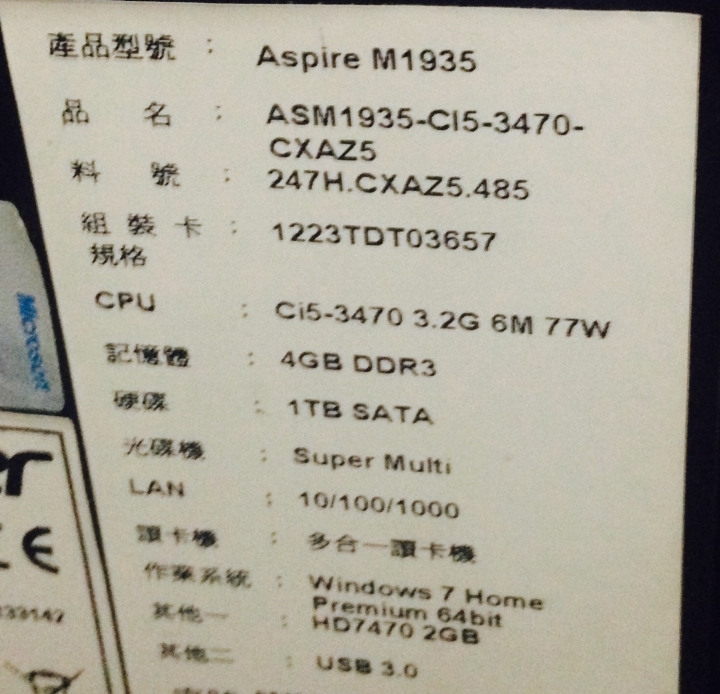 產品型號 : Aspire M1935
品 名 : ASM1935-CI5-3470-
CXAZ5
料 號 : 247H.CXAZ5.485
組 裝 卡 : 1223TDT03657
規格
CPU : Ci5-3470 3.2G 6M 77W
記憶體 : 4GB DDR3
硬碟 : 1TB SATA
光碟機 : Super Multi
LAN : 10/100/1000
讀卡機 : 多合一讀卡機
作業系統 : Windows 7 Home
Premium 64bit
其他一 : HD7470 2GB
其他二 : USB 3.0
Microsoft
er
CE
33142